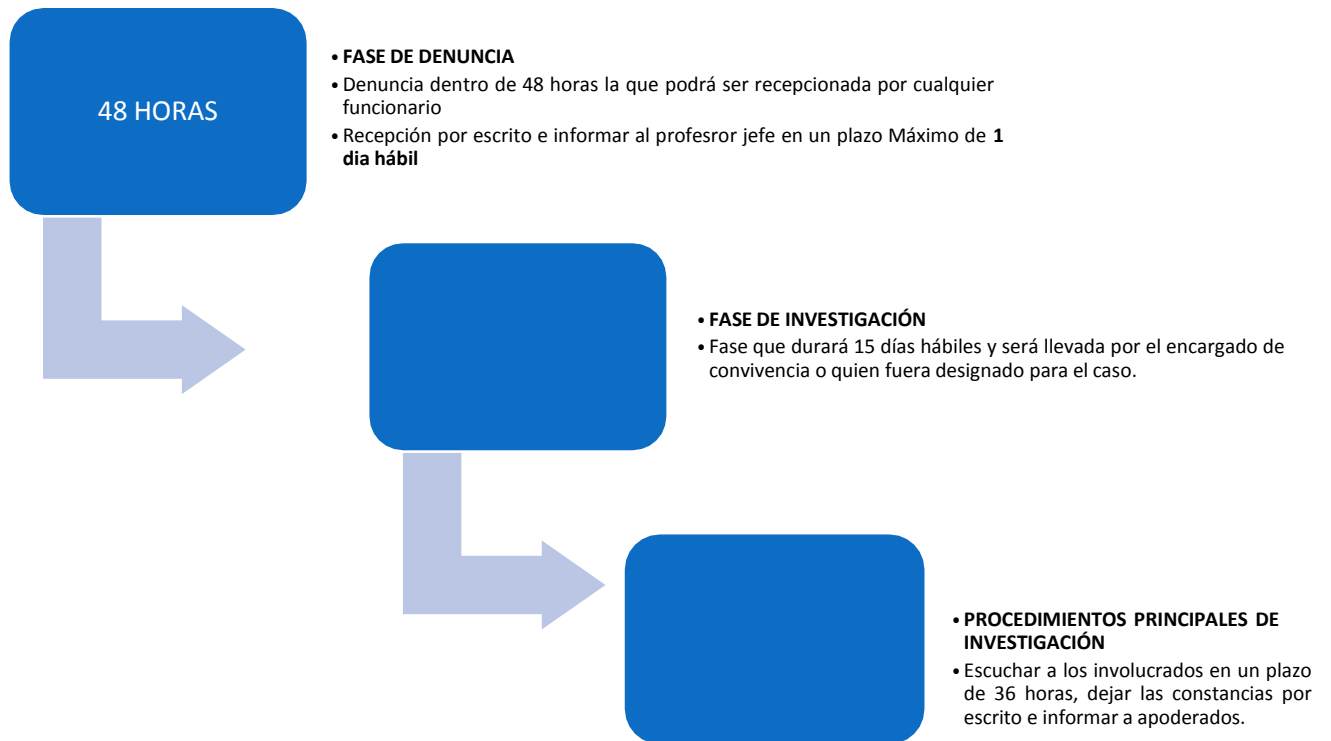 48 HORAS
• FASE DE DENUNCIA
• Denuncia dentro de 48 horas la que podrá ser recepcionada por cualquier
funcionario
• Recepción por escrito e informar al profesror jefe en un plazo Máximo de 1
dia hábil
• FASE DE INVESTIGACIÓN
• Fase que durará 15 días hábiles y será llevada por el encargado de
convivencia o quien fuera designado para el caso.
• PROCEDIMIENTOS PRINCIPALES DE
INVESTIGACIÓN
• Escuchar a los involucrados en un plazo
de 36 horas, dejar las constancias por
escrito e informar a apoderados.